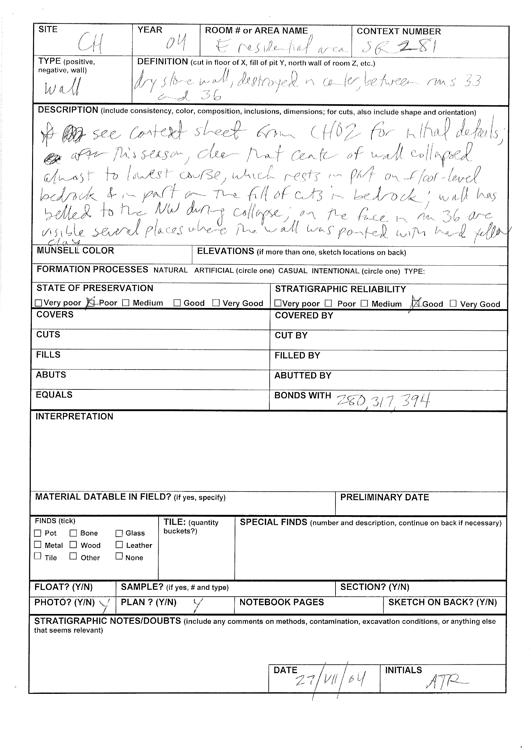 SITE YEAR ROOM # or AREA NAME CONTEXT NUMBER
CH 04 E residential area SR 281
TYPE (positive, negative, wall) DEFINITION (cut in floor of X, fill of pit Y, north wall of room Z, etc.)
wall dry stone wall, destroyed in center, between rms 33
and 36
DESCRIPTION (include consistency, color, composition, inclusions, dimensions; for cuts, also include shape and orientation)
see context sheet from CH02 for initial details,
after this season, clear that center of wall collapsed
almost to lowest course, which rests in part on floor-level
bedrock & in part on the fill of cuts in bedrock; wall has
bellied to the NW during collapse; on the face in rm 36 are
visible several places where the wall was pointed with hard yellow
clay
MUNSELL COLOR ELEVATIONS (if more than one, sketch locations on back)
FORMATION PROCESSES NATURAL ARTIFICIAL (circle one) CASUAL INTENTIONAL (circle one) TYPE:
STATE OF PRESERVATION STRATIGRAPHIC RELIABILITY
Very poor Poor Medium Good Very Good Very poor Poor Medium Good Very Good
COVERS COVERED BY
CUTS CUT BY
FILLS FILLED BY
ABUTS ABUTTED BY
EQUALS BONDS WITH 280, 317, 394
INTERPRETATION
MATERIAL DATABLE IN FIELD? (if yes, specify) PRELIMINARY DATE
FINDS (tick) TILE: (quantity buckets?) SPECIAL FINDS (number and description, continue on back if necessary)
Pot Bone Glass
Metal Wood Leather
Tile Other None
FLOAT? (Y/N) SAMPLE? (if yes, # and type) SECTION? (Y/N)
PHOTO? (Y/N) Y PLAN ? (Y/N) Y NOTEBOOK PAGES SKETCH ON BACK? (Y/N)
STRATIGRAPHIC NOTES/DOUBTS (include any comments on methods, contamination, excavation conditions, or anything else
that seems relevant)
DATE 27/VII/04 INITIALS ATR